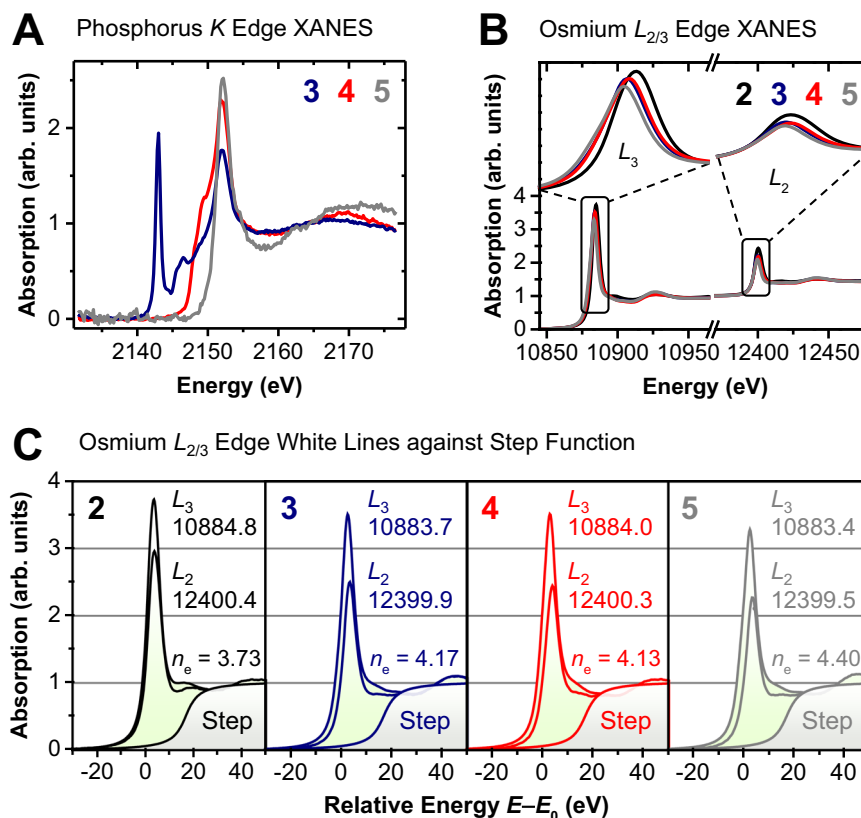 A Phosphorus K Edge XANES
3 4 5
Absorption (arb. units)
2
1
0
2140 2150 2160 2170
Energy (eV)
B Osmium L2/3 Edge XANES
2 3 4 5
L3
L2
Absorption (arb. units)
4
3
2
1
0
10850 10900 10950 12400 12450
Energy (eV)
C Osmium L2/3 Edge White Lines against Step Function
Absorption (arb. units)
4
3
2
1
0
2
L3
10884.8
L2
12400.4
ne = 3.73
Step
3
L3
10883.7
L2
12399.9
ne = 4.17
Step
4
L3
10884.0
L2
12400.3
ne = 4.13
Step
5
L3
10883.4
L2
12399.5
ne = 4.40
Step
-20 0 20 40 -20 0 20 40 -20 0 20 40 -20 0 20 40
Relative Energy E–E0 (eV)